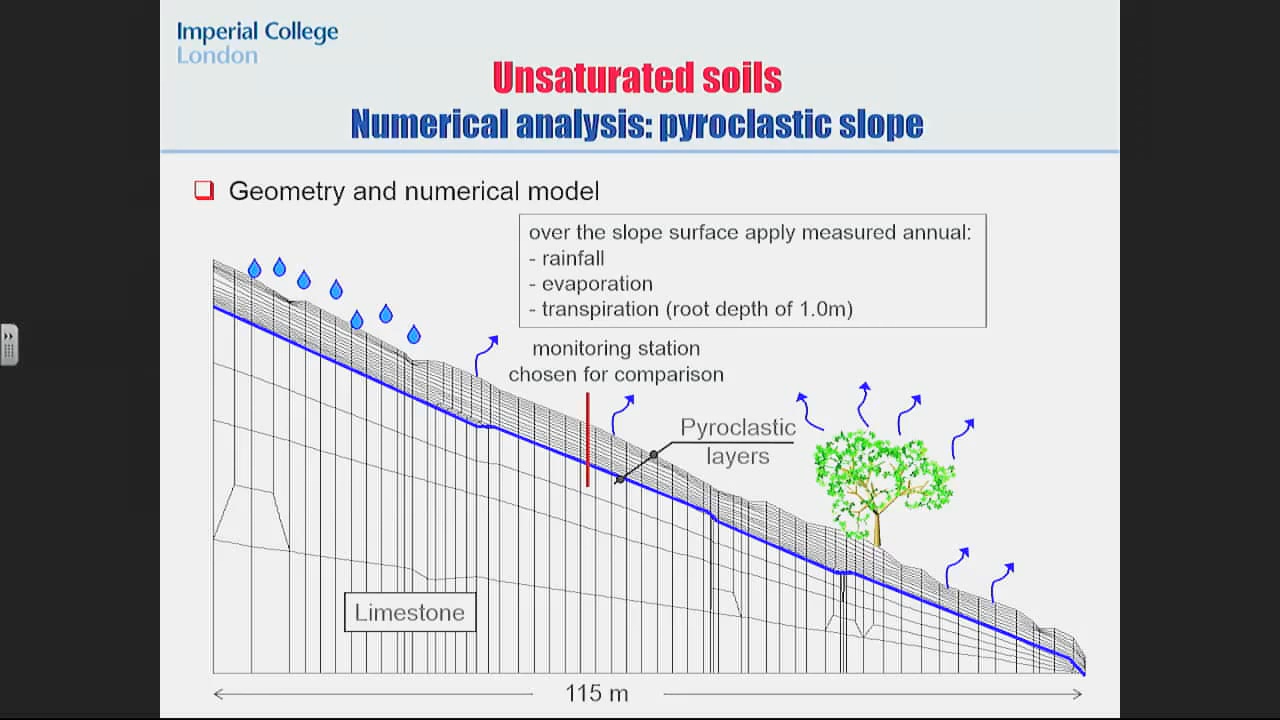 Imperial College
London
Unsaturated soils
Numerical analysis: pyroclastic slope
Geometry and numerical model
over the slope surface apply measured annual:
- rainfall
- evaporation
- transpiration (root depth of 1.0m)
monitoring station
chosen for comparison
Pyroclastic
layers
Limestone
115 m